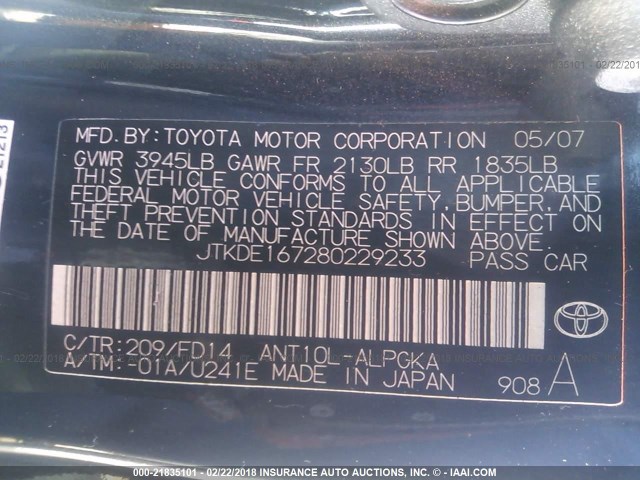 MFD.BY:TOYOTA MOTOR CORPORATION 05/07
GVWR 3945LB GAWR FR 2130LB RR 1835LB
THIS VEHICLE CONFORMS TO ALL APPLICABLE
FEDERAL MOTOR VEHICLE SAFETY,BUMPER,AND
THEFT PREVENTION STANDARDS IN EFFECT ON
THE DATE OF MANUFACTURE SHOWN ABOVE.
JTKDE167280229233 PASS CAR
C/TR:209/FD14 ANT10L-ALPGKA
A/TM:-01A/U241E MADE IN JAPAN 908 A
000-21835101 - 02/22/2018 - INSURANCE AUTO AUCTIONS, INC. - © - IAAI.COM